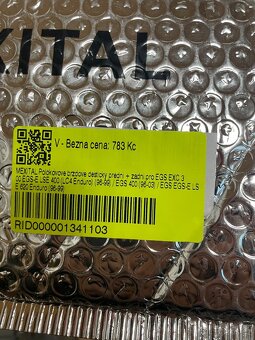 XITAL
V - Bezna cena: 783 Kc
MEXITAL Polokovove brzdove desticky predni + zadni pro EGS EXC 3
00 EGS-E LSE 400 (LC4 Enduro) (96-99) / EGS 400 (96-03) / EGS EGS-E LS
E 620 Enduro (96-99)
RID000001341103